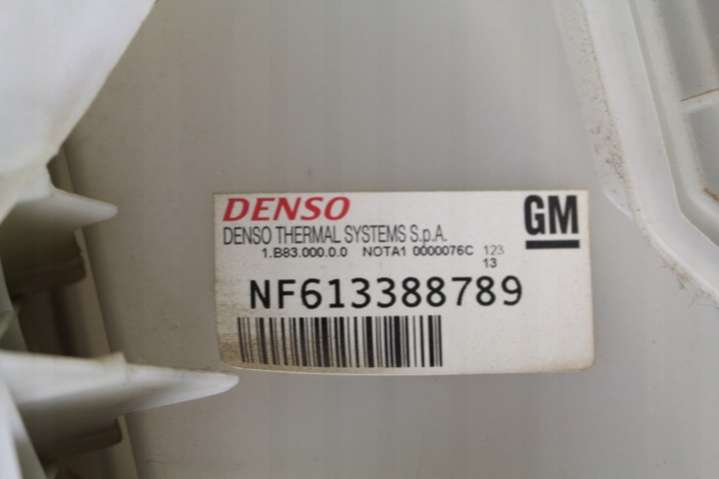 DENSO
GM
DENSO THERMAL SYSTEMS S.p.A.
1.B83.000.0.0 NOTA1 0000076C 123
13
NF613388789